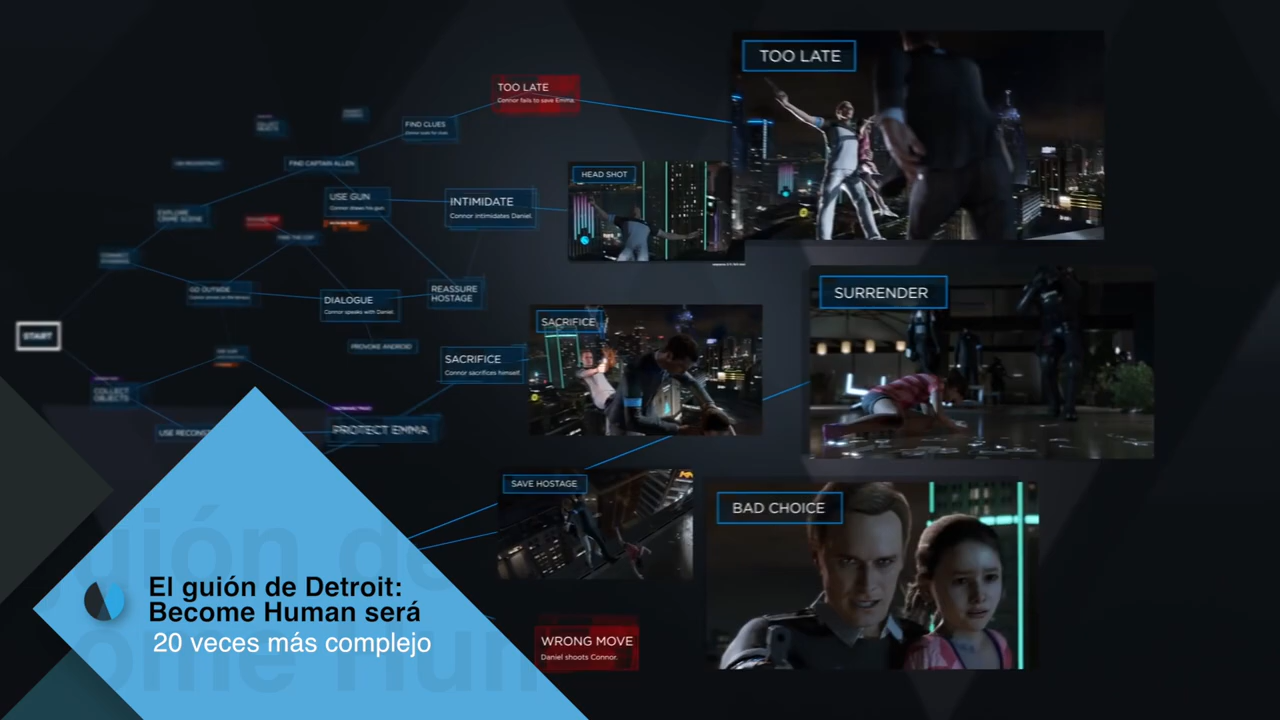 TOO LATE
TOO LATE
Connor fails to save Emma.
FIND CLUES
FIND CAPTAIN ALLEN
HEAD SHOT
USE GUN
Connor draws his gun
INTIMIDATE
Connor intimidates Daniel.
EXPLORE
CRIME SCENE
GO OUTSIDE
DIALOGUE
Connor speaks with Daniel.
REASSURE
HOSTAGE
SURRENDER
START
SACRIFICE
PROVOKE ANDROID
SACRIFICE
Connor sacrifices himself.
COLLECT
OBJECTS
USE RECONST
PROTECT EMMA
SAVE HOSTAGE
BAD CHOICE
El guión de Detroit:
Become Human será
20 veces más complejo
WRONG MOVE
Daniel shoots Connor.